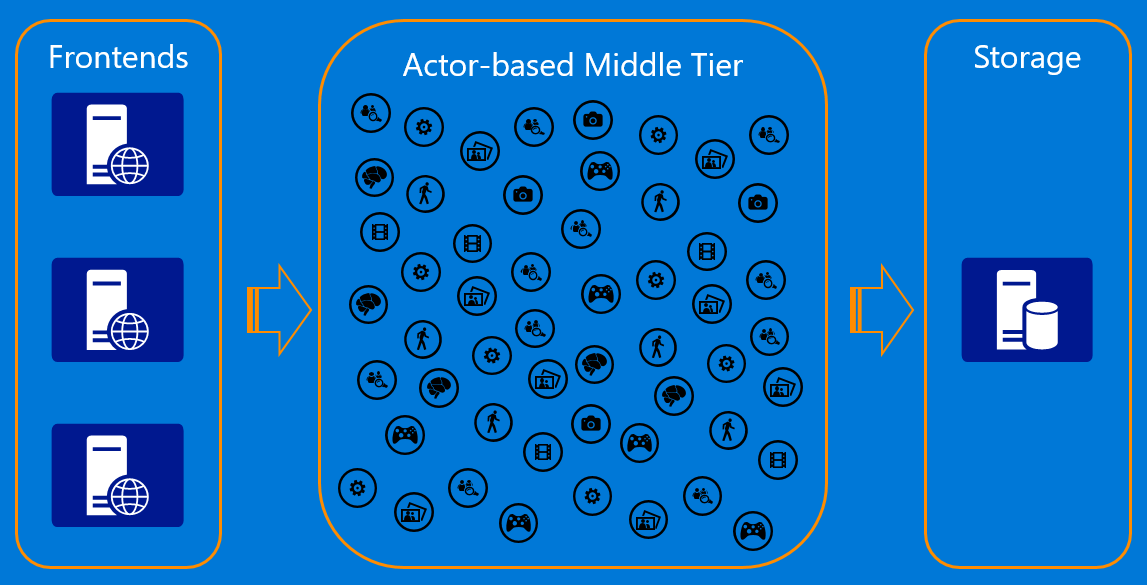 Frontends
Actor-based Middle Tier
Storage